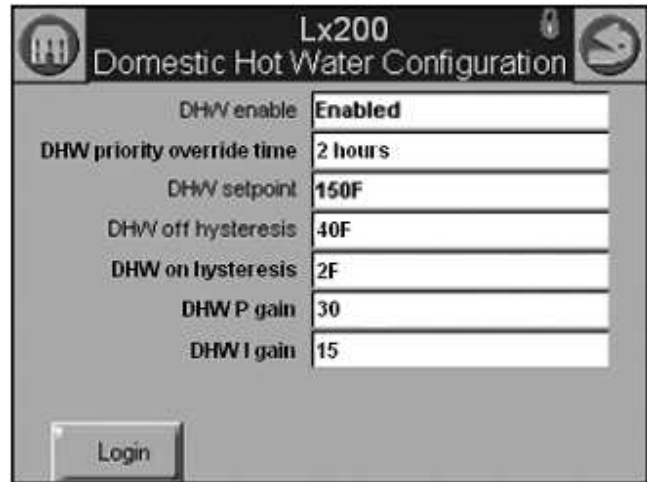 Lx200
Domestic Hot Water Configuration
DHW enable Enabled
DHW priority override time 2 hours
DHW setpoint 150F
DHW off hysteresis 40F
DHW on hysteresis 2F
DHW P gain 30
DHW I gain 15
Login